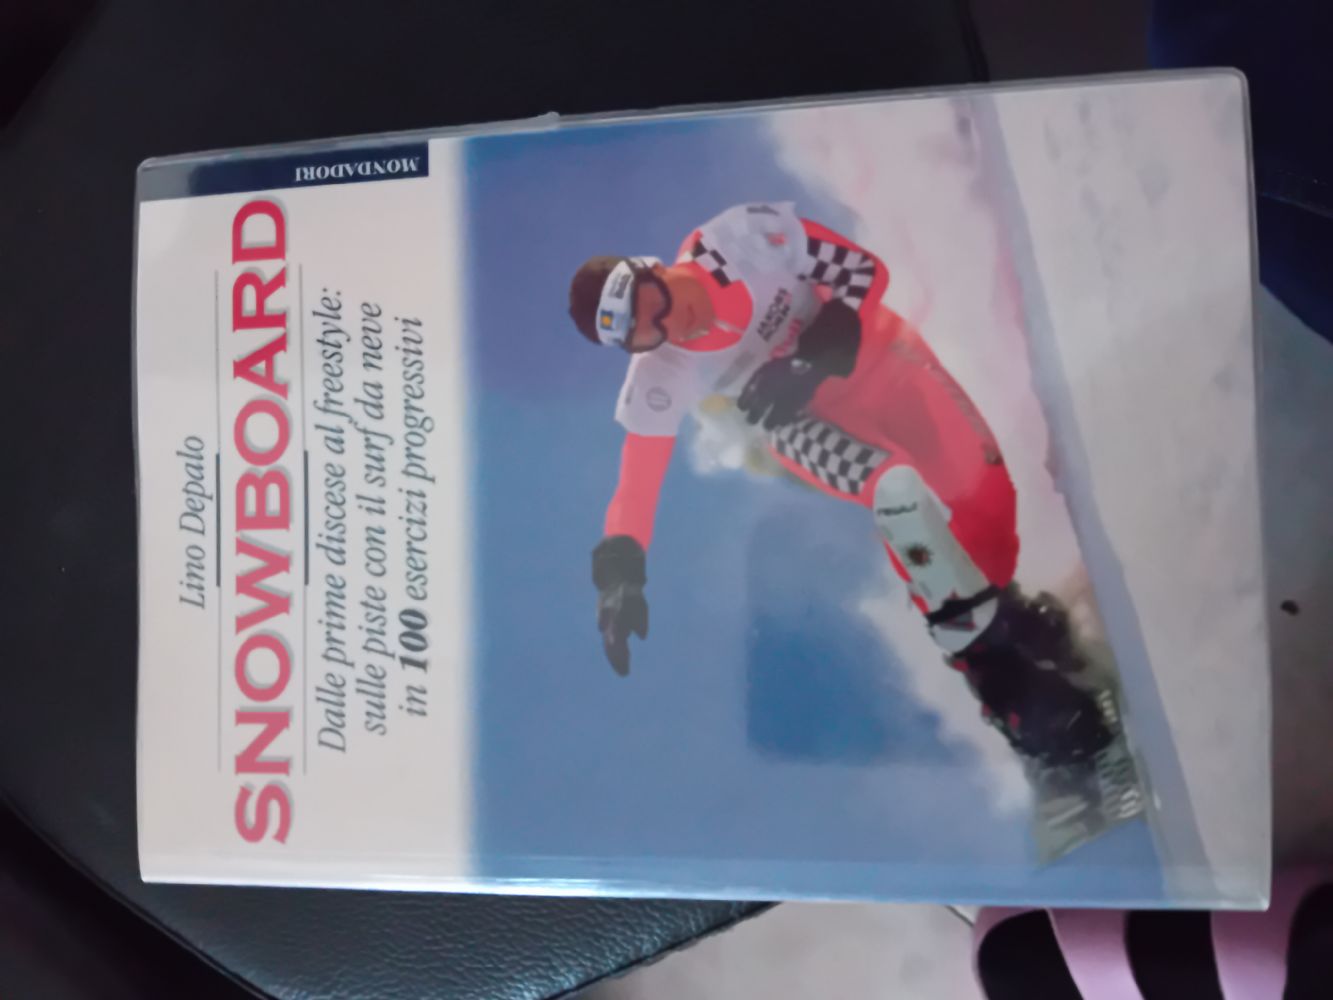 Lino Depalo
SNOWBOARD
Dalle prime discese al freestyle:
sulle piste con il surf da neve
in 100 esercizi progressivi
MONDADORI